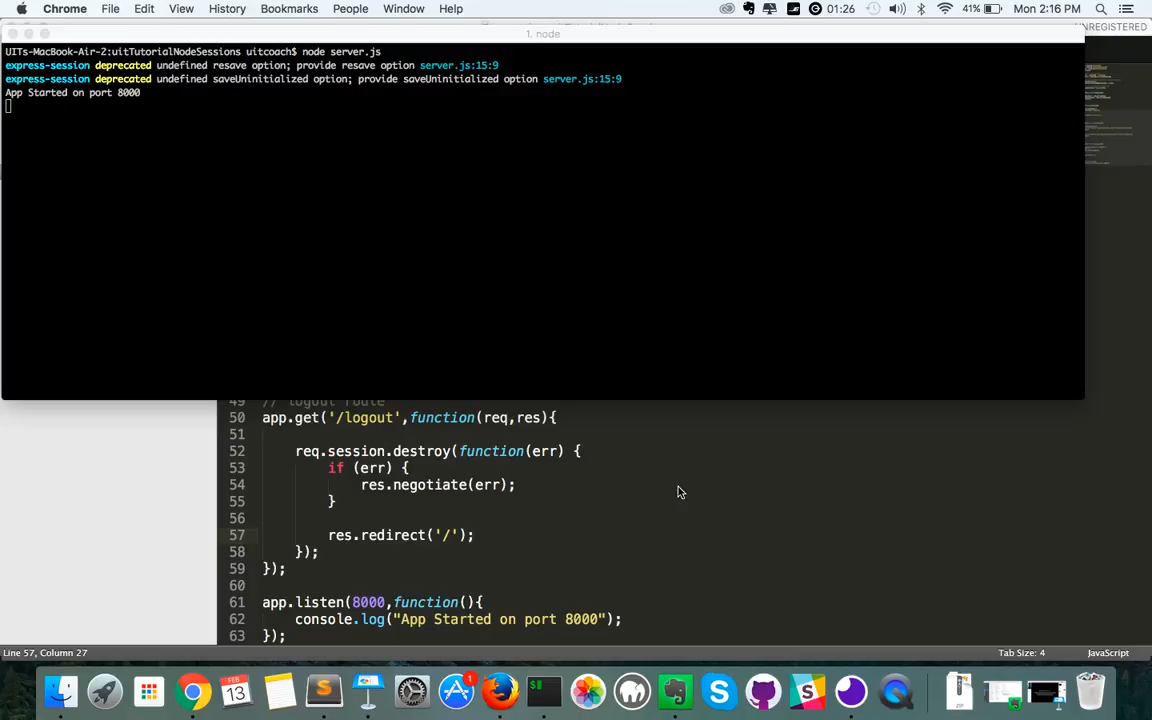 Chrome File Edit View History Bookmarks People Window Help 01:26 41% Mon 2:16 PM
1. node
UNREGISTERED
UITs-MacBook-Air-2:uitTutorialNodeSessions uitcoach$ node server.js
express-session deprecated undefined resave option; provide resave option server.js:15:9
express-session deprecated undefined saveUninitialized option; provide saveUninitialized option server.js:15:9
App Started on port 8000
49 // logout route
50 app.get('/logout',function(req,res){
51
52 req.session.destroy(function(err) {
53 if (err) {
54 res.negotiate(err);
55 }
56
57 res.redirect('/');
58 });
59 });
60
61 app.listen(8000,function(){
62 console.log("App Started on port 8000");
63 });
Line 57, Column 27 Tab Size: 4 JavaScript
FEB
13
1